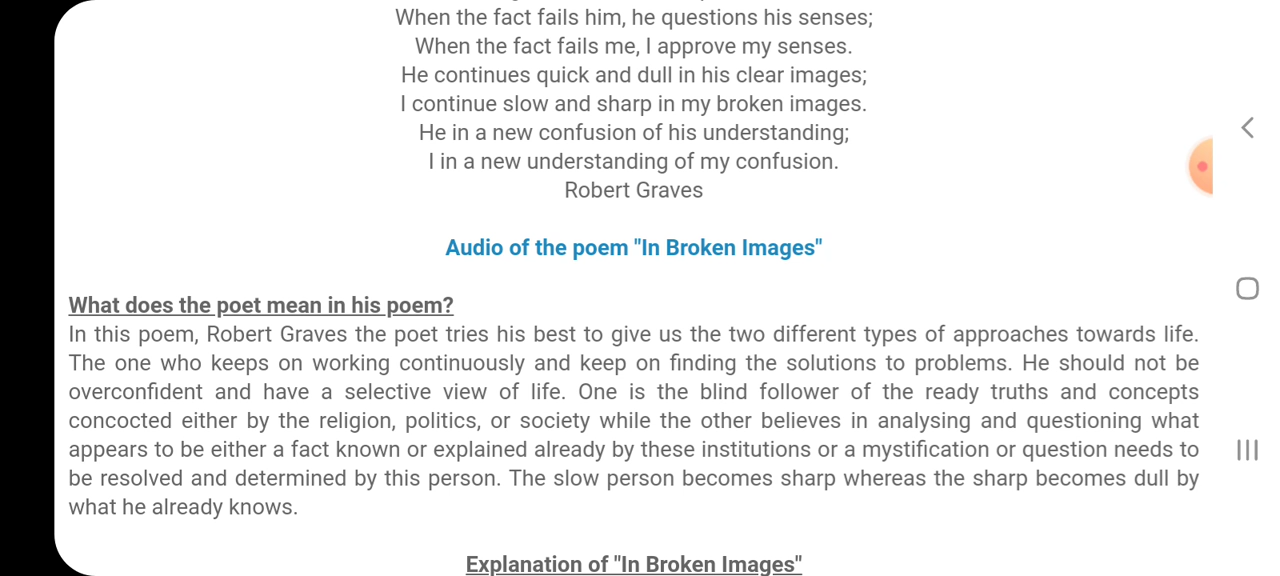 When the fact fails him, he questions his senses;
When the fact fails me, I approve my senses.
He continues quick and dull in his clear images;
I continue slow and sharp in my broken images.
He in a new confusion of his understanding;
I in a new understanding of my confusion.
Robert Graves
Audio of the poem "In Broken Images"
What does the poet mean in his poem?
In this poem, Robert Graves the poet tries his best to give us the two different types of approaches towards life.
The one who keeps on working continuously and keep on finding the solutions to problems. He should not be
overconfident and have a selective view of life. One is the blind follower of the ready truths and concepts
concocted either by the religion, politics, or society while the other believes in analysing and questioning what
appears to be either a fact known or explained already by these institutions or a mystification or question needs to
be resolved and determined by this person. The slow person becomes sharp whereas the sharp becomes dull by
what he already knows.
Explanation of "In Broken Images"